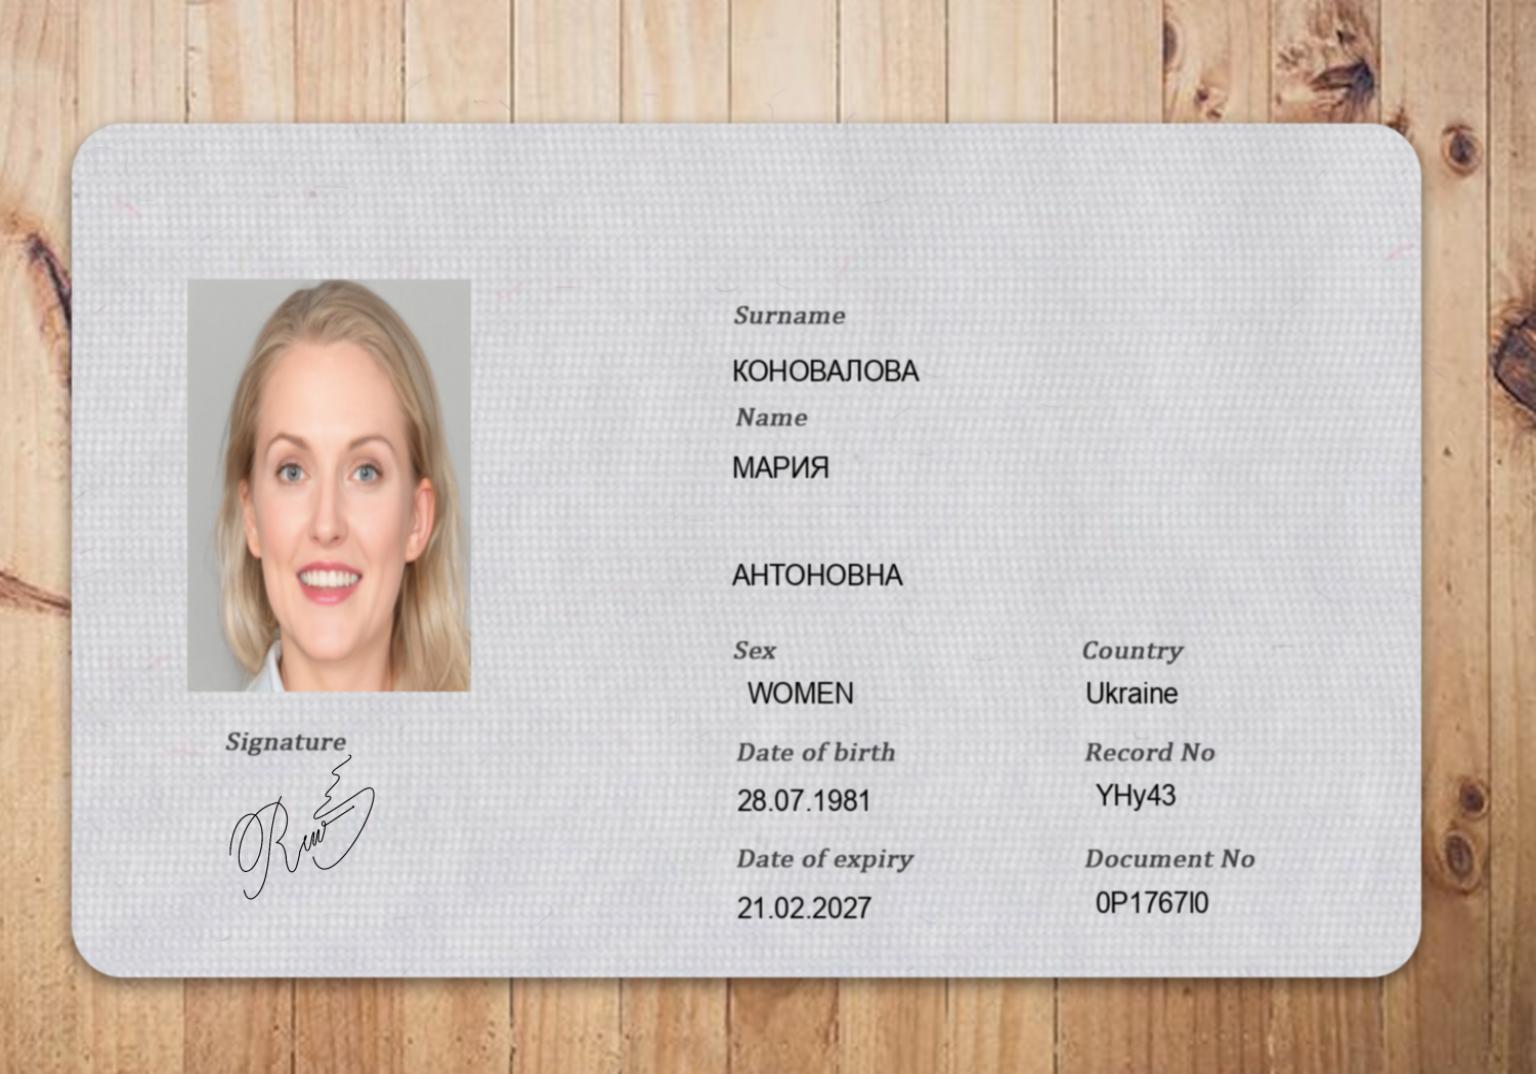 Surname
КОНОВАЛОВА
Name
МАРИЯ
АНТОНОВНА
Sex
WOMEN
Country
Ukraine
Date of birth
28.07.1981
Record No
YHy43
Date of expiry
21.02.2027
Document No
0P1767I0
Signature